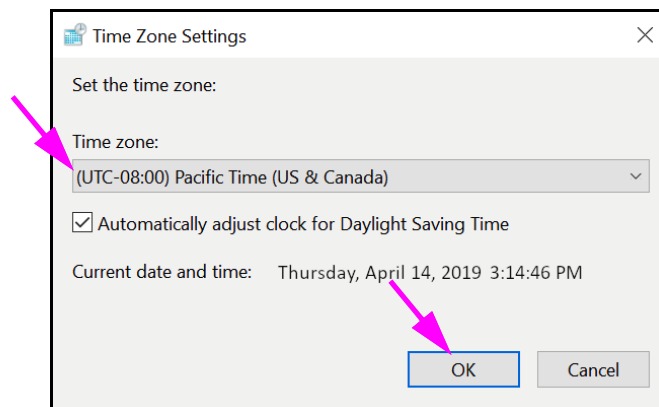 Time Zone Settings
Set the time zone:
Time zone:
(UTC-08:00) Pacific Time (US & Canada)
Automatically adjust clock for Daylight Saving Time
Current date and time: Thursday, April 14, 2019 3:14:46 PM
OK Cancel